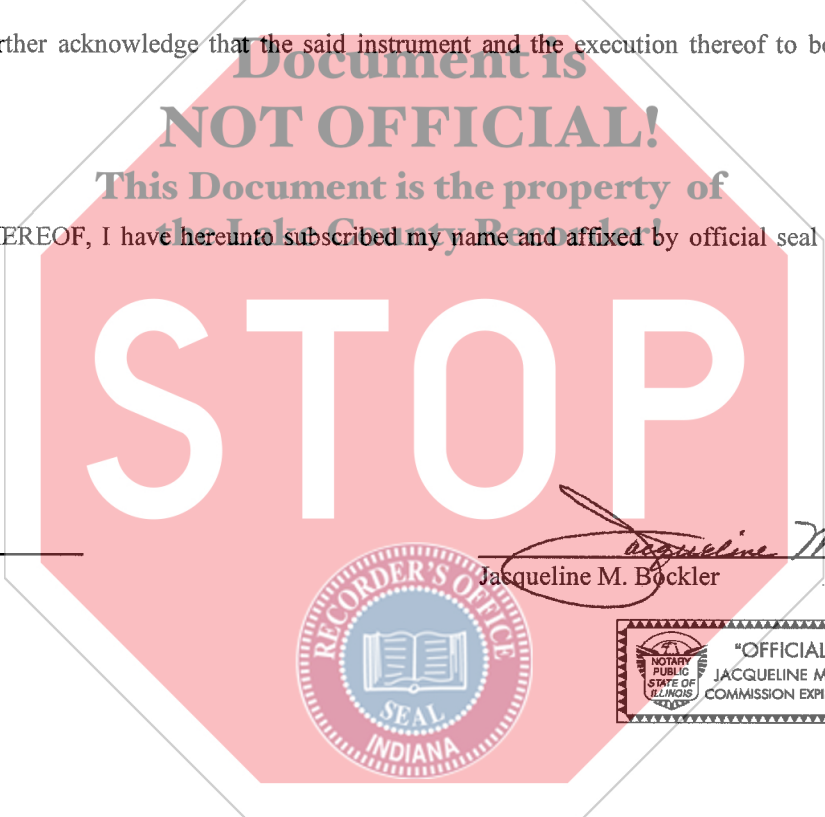 Document is
rther acknowledge that the said instrument and the execution thereof to be
NOT OFFICIAL!
This Document is the property of
the Lake County Recorder!
EREOF, I have hereunto subscribed my name and affixed by official seal
STOP
Jacqueline M
Jacqueline M. Bockler
RECORDER'S OFFICE
SEAL
INDIANA
NOTARY
PUBLIC
STATE OF
ILLINOIS
"OFFICIAL
JACQUELINE M
COMMISSION EXPI